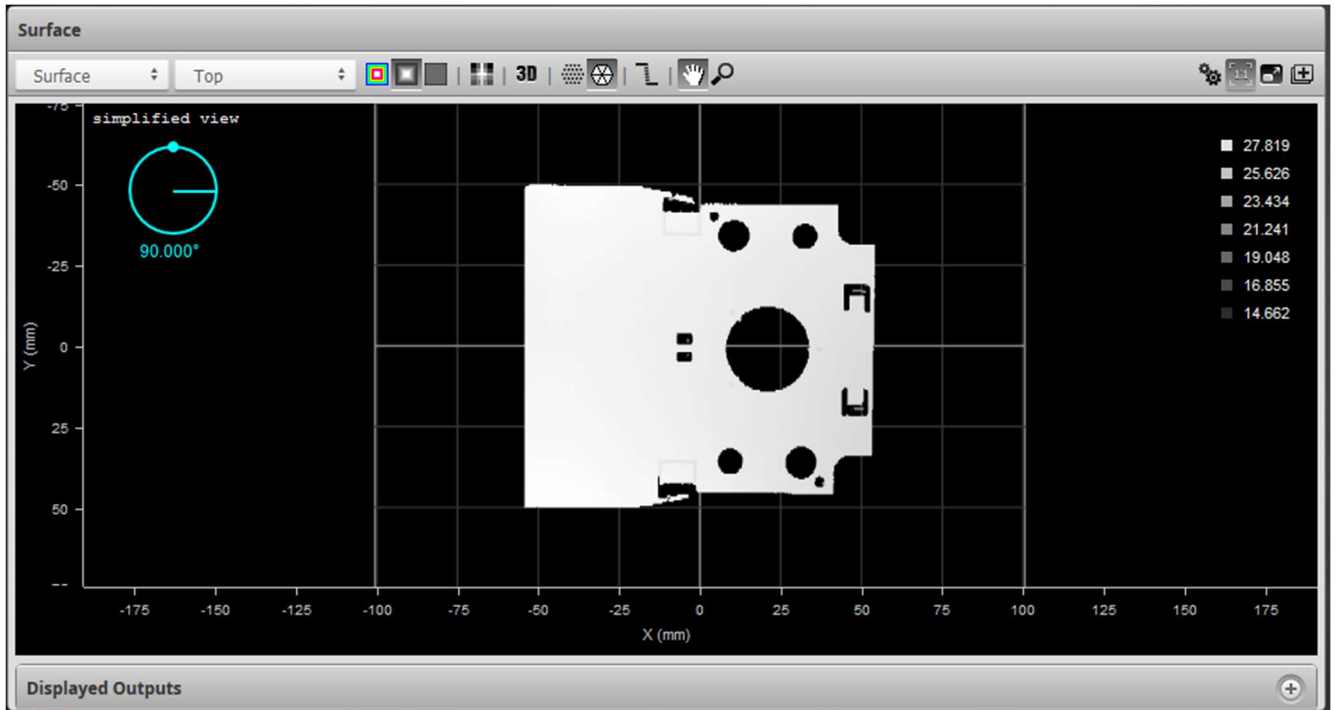 Surface
Surface Top 3D
-75
simplified view
90.000°
-50
-25
0
25
50
Y (mm)
27.819
25.626
23.434
21.241
19.048
16.855
14.662
-175 -150 -125 -100 -75 -50 -25 0 25 50 75 100 125 150 175
X (mm)
Displayed Outputs